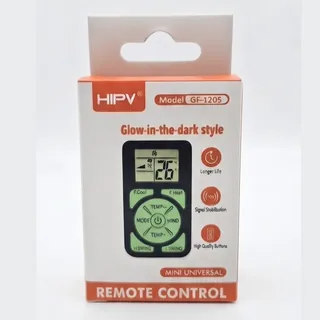 HIPV®
Model GF-1205
Glow-in-the-dark style
26°
F.Cool F.Heat
TEMP+
MODE WIND
TEMP-
Longer Life
Signal Stabilisation
High Quality Buttons
MINI UNIVERSAL
REMOTE CONTROL